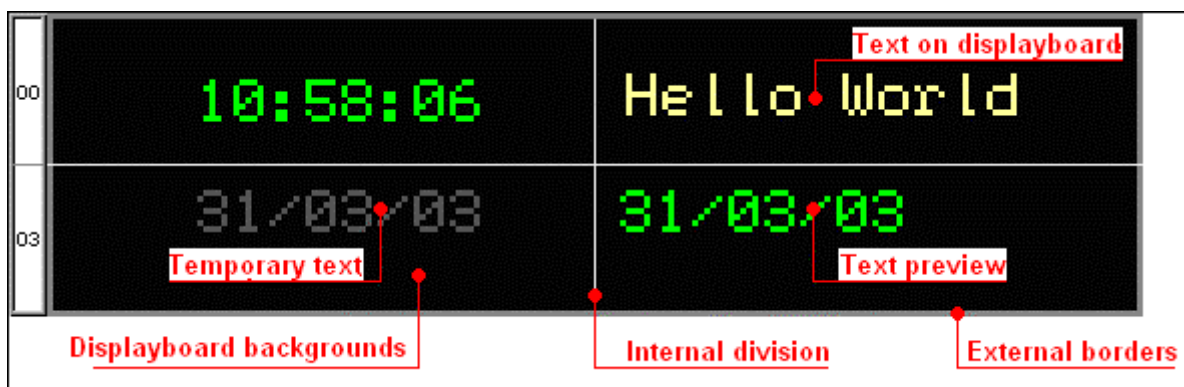 Text on displayboard
00
10:58:06
Hello World
31/03/03
31/03/03
03
Temporary text
Text preview
Displayboard backgrounds
Internal division
External borders